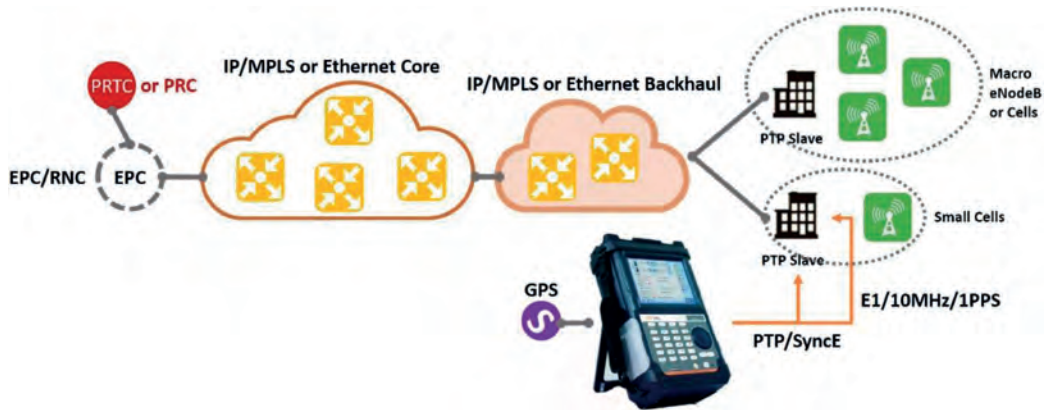 PRTC or PRC
IP/MPLS or Ethernet Core
IP/MPLS or Ethernet Backhaul
EPC/RNC
EPC
PTP Slave
Macro
eNodeB
or Cells
PTP Slave
Small Cells
GPS
E1/10MHz/1PPS
PTP/SyncE